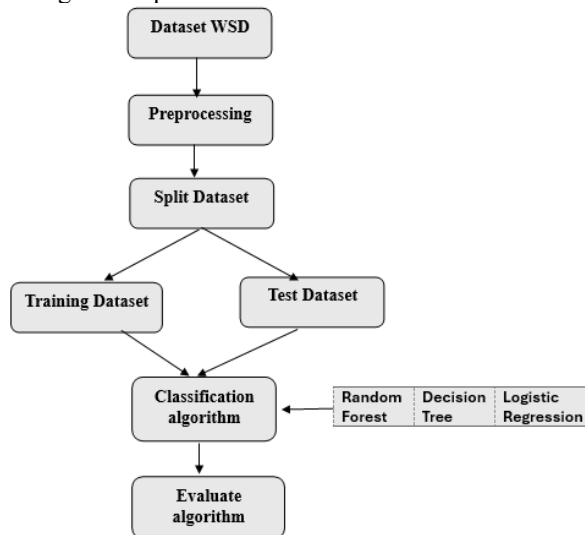 Dataset WSD
Preprocessing
Split Dataset
Training Dataset
Test Dataset
Classification
algorithm
Random Decision Logistic
Forest Tree Regression
Evaluate
algorithm